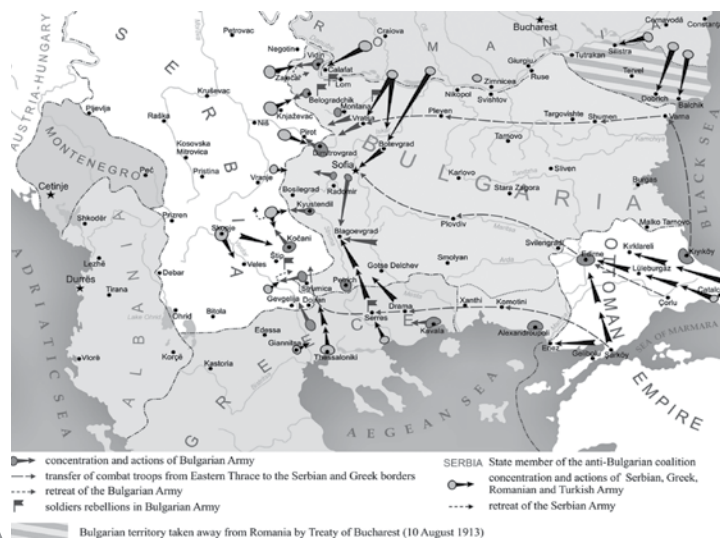 AUSTRIA-HUNGARY
SERBIA
ROMANIA
BULGARIA
MONTENEGRO
ALBANIA
GREECE
OTTOMAN
EMPIRE
ADRIATIC SEA
AEGEAN SEA
BLACK SEA
SEA OF MARMARA
Petrovac
Negotin
Vidin
Calafat
Craiova
Bucharest
Cernavodă
Constanța
Tutrakan
Silistra
Giurgiu
Ruse
Tervel
Dobrich
Balchik
Zaječar
Lom
Belogradchik
Montana
Vratsa
Nikopol
Zimnicea
Svishtov
Pleven
Targovishte
Shumen
Varna
Pljevlja
Kruševac
Raška
Niš
Knjaževac
Pirot
Dimitrovgrad
Botevgrad
Tarnovo
Kosovska
Mitrovica
Sofia
Cetinje
Peć
Pristina
Vranje
Bosilegrad
Radomir
Karlovo
Sliven
Stara Zagora
Burgas
Kyustendil
Shkodër
Prizren
Skopje
Kočani
Plovdiv
Malko Tarnovo
Lezhë
Veles
Štip
Blagoevgrad
Svilengrad
Edirne
Kırklareli
Kıyıköy
Debar
Gotse Delchev
Smolyan
Lüleburgaz
Durrës
Tirana
Strumica
Petrich
Çorlu
Ohrid
Bitola
Gevgelija
Dojran
Drama
Xanthi
Komotini
Serres
Edessa
Kavala
Alexandroupoli
Enez
Gelibolu
Şarköy
Vlorë
Korçë
Kastoria
Giannitsa
Thessaloniki
concentration and actions of Bulgarian Army
transfer of combat troops from Eastern Thrace to the Serbian and Greek borders
retreat of the Bulgarian Army
soldiers rebellions in Bulgarian Army
SERBIA State member of the anti-Bulgarian coalition
concentration and actions of Serbian, Greek,
Romanian and Turkish Army
retreat of the Serbian Army
Bulgarian territory taken away from Romania by Treaty of Bucharest (10 August 1913)